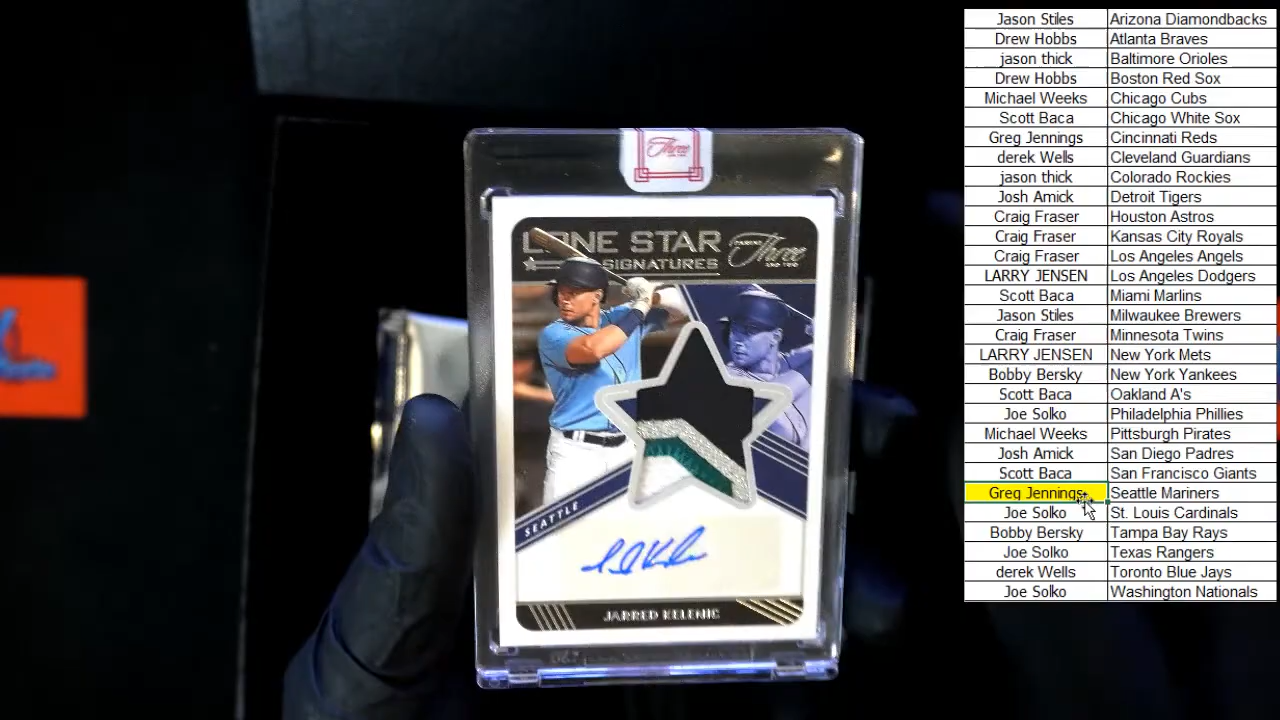 Three
AND TWO
LONE STAR
SIGNATURES
PANINI
Three
AND TWO
SEATTLE
JARRED KELENIC
Jason Stiles Arizona Diamondbacks
Drew Hobbs Atlanta Braves
jason thick Baltimore Orioles
Drew Hobbs Boston Red Sox
Michael Weeks Chicago Cubs
Scott Baca Chicago White Sox
Greg Jennings Cincinnati Reds
derek Wells Cleveland Guardians
jason thick Colorado Rockies
Josh Amick Detroit Tigers
Craig Fraser Houston Astros
Craig Fraser Kansas City Royals
Craig Fraser Los Angeles Angels
LARRY JENSEN Los Angeles Dodgers
Scott Baca Miami Marlins
Jason Stiles Milwaukee Brewers
Craig Fraser Minnesota Twins
LARRY JENSEN New York Mets
Bobby Bersky New York Yankees
Scott Baca Oakland A's
Joe Solko Philadelphia Phillies
Michael Weeks Pittsburgh Pirates
Josh Amick San Diego Padres
Scott Baca San Francisco Giants
Greg Jennings Seattle Mariners
Joe Solko St. Louis Cardinals
Bobby Bersky Tampa Bay Rays
Joe Solko Texas Rangers
derek Wells Toronto Blue Jays
Joe Solko Washington Nationals